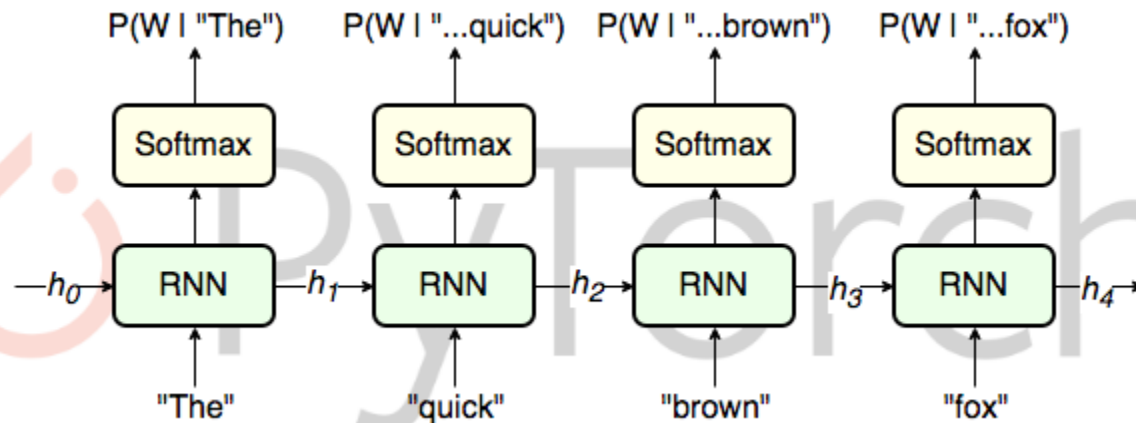 P(W | "The") P(W | "...quick") P(W | "...brown") P(W | "...fox")
Softmax Softmax Softmax Softmax
h0 RNN h1 RNN h2 RNN h3 RNN h4
"The" "quick" "brown" "fox"
PyTorch